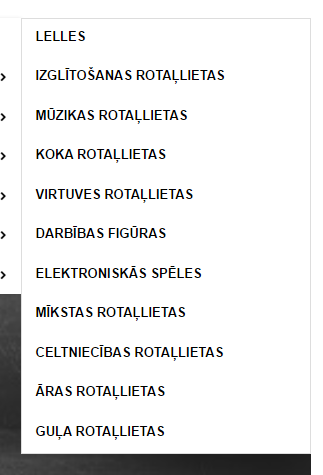 LELLES
IZGLĪTOŠANAS ROTAĻLIETAS
MŪZIKAS ROTAĻLIETAS
KOKA ROTAĻLIETAS
VIRTUVES ROTAĻLIETAS
DARBĪBAS FIGŪRAS
ELEKTRONISKĀS SPĒLES
MĪKSTAS ROTAĻLIETAS
CELTNIECĪBAS ROTAĻLIETAS
ĀRAS ROTAĻLIETAS
GUĻA ROTAĻLIETAS